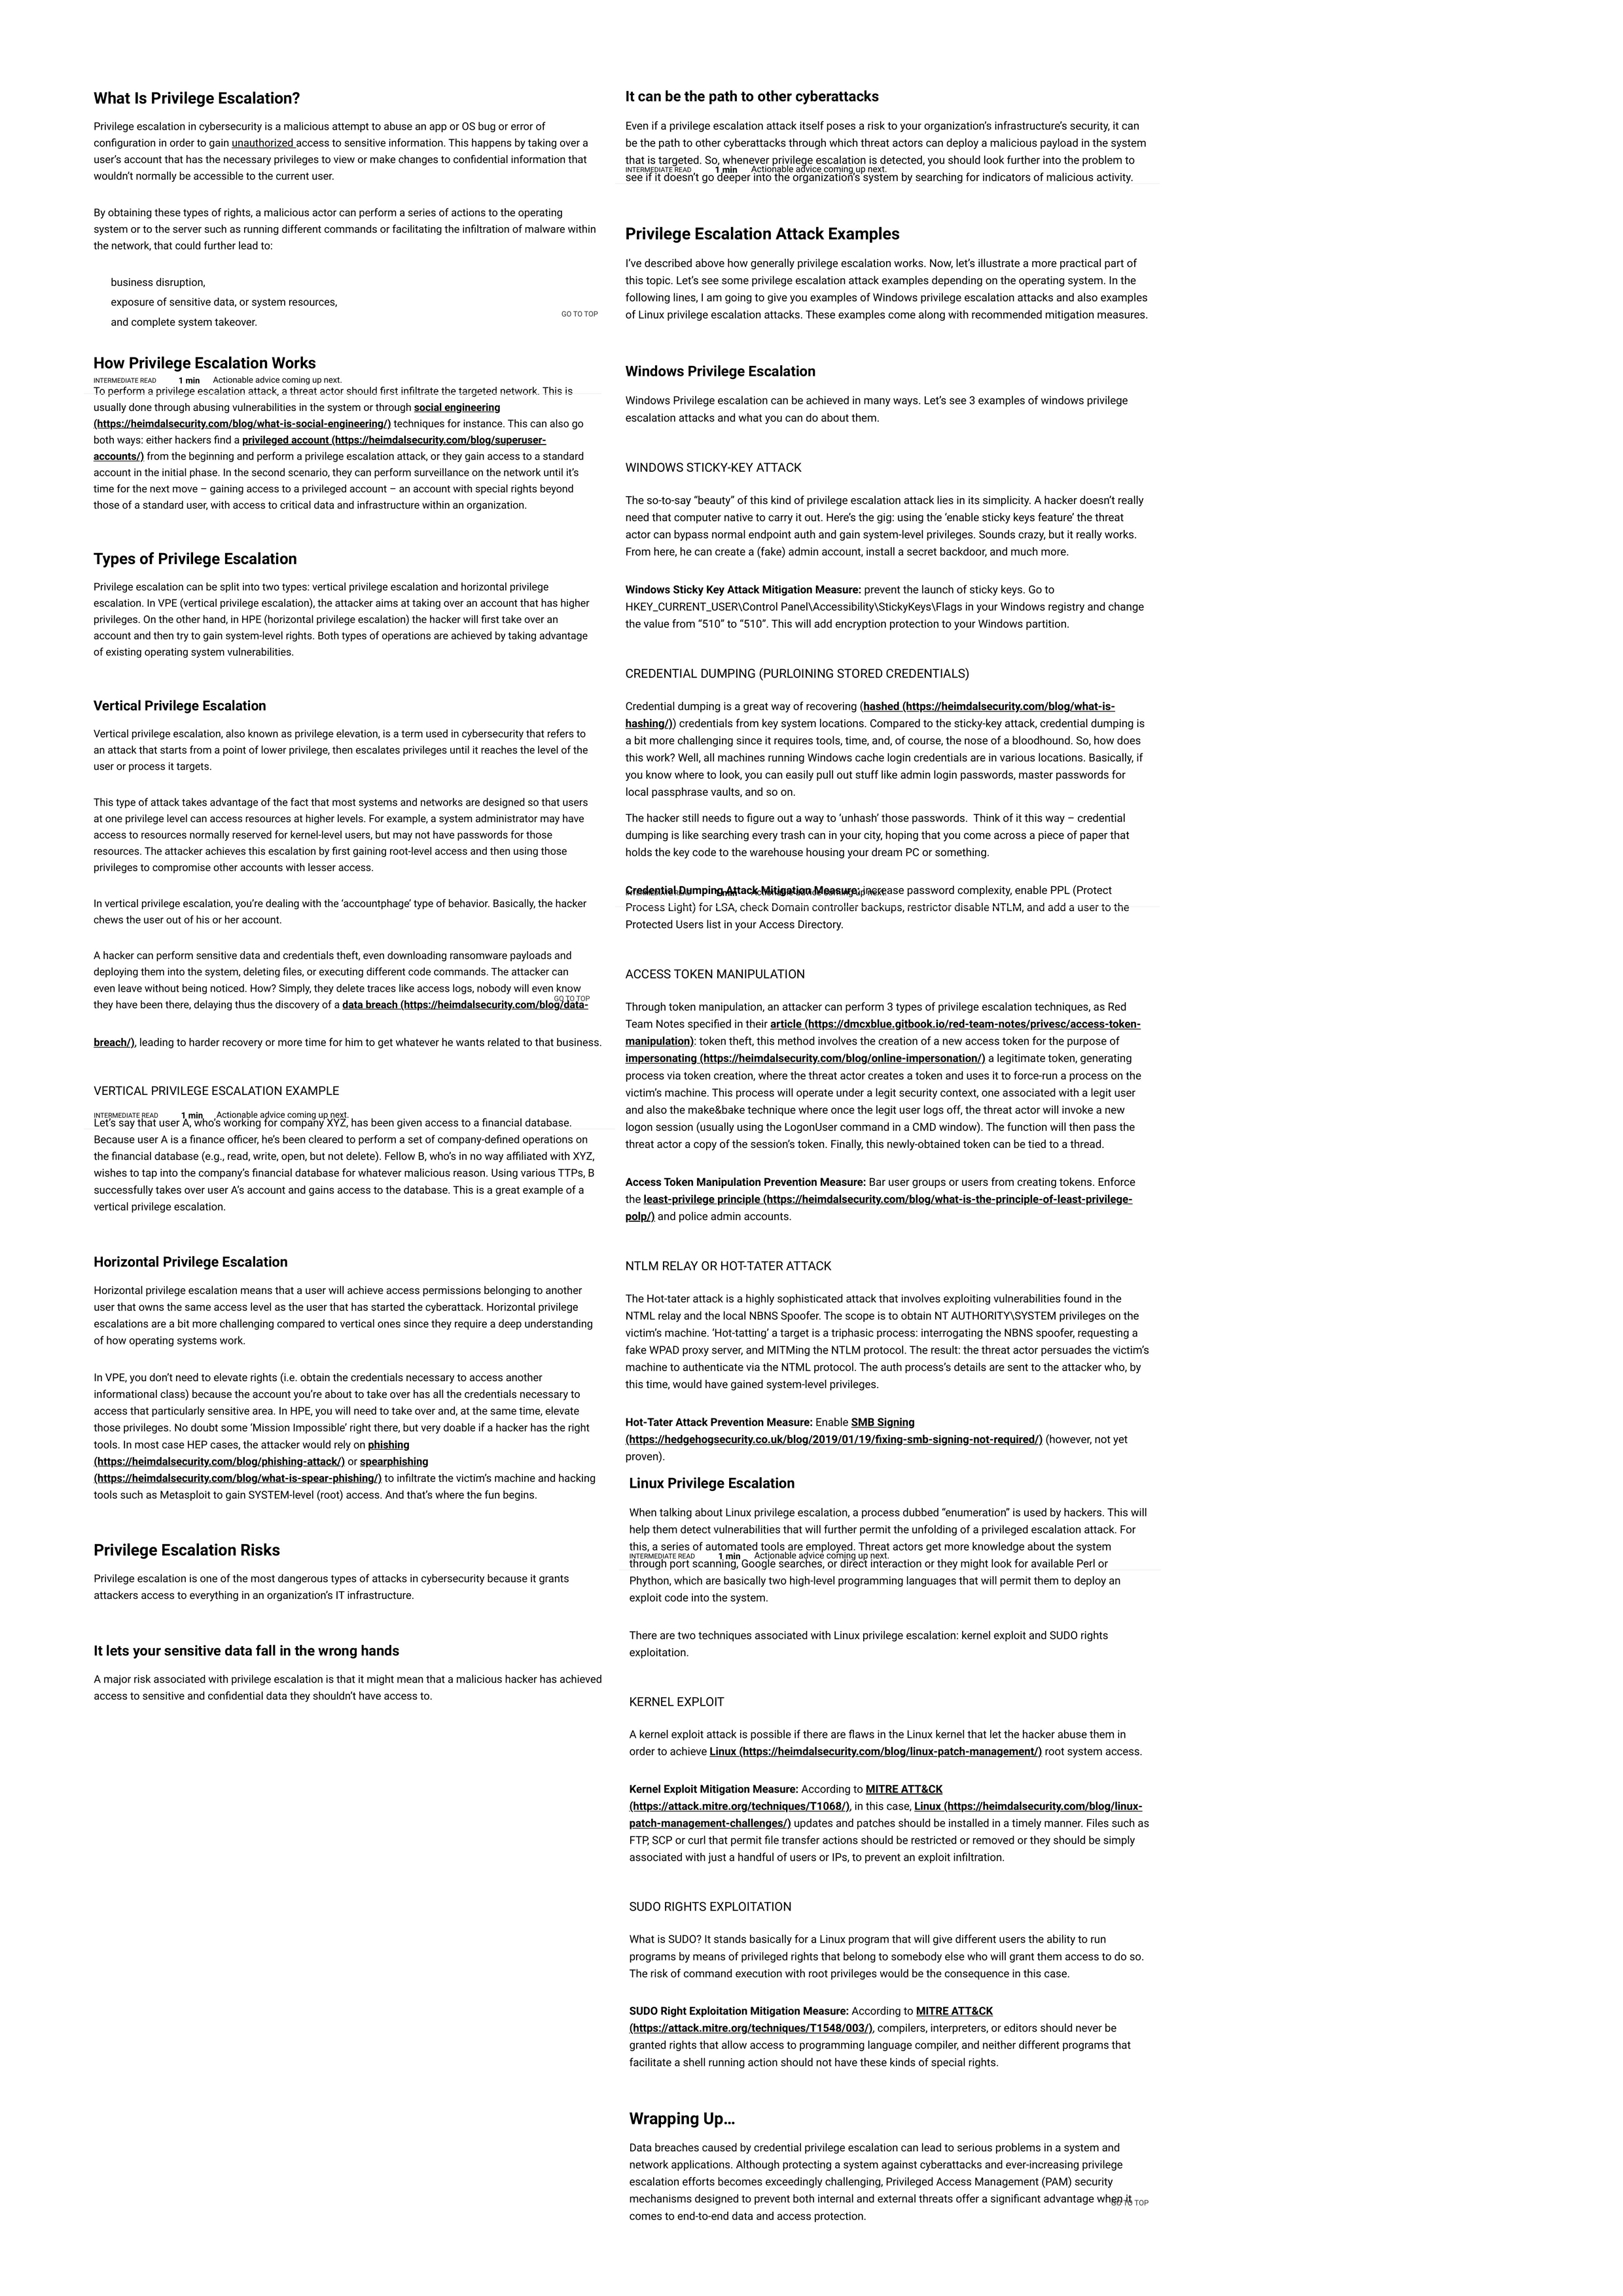 What Is Privilege Escalation?
Privilege escalation in cybersecurity is a malicious attempt to abuse an app or OS bug or error of
configuration in order to gain unauthorized access to sensitive information. This happens by taking over a
user’s account that has the necessary privileges to view or make changes to confidential information that
wouldn’t normally be accessible to the current user.
By obtaining these types of rights, a malicious actor can perform a series of actions to the operating
system or to the server such as running different commands or facilitating the infiltration of malware within
the network, that could further lead to:
business disruption,
exposure of sensitive data, or system resources,
and complete system takeover.
GO TO TOP
How Privilege Escalation Works
INTERMEDIATE READ 1 min Actionable advice coming up next.
To perform a privilege escalation attack, a threat actor should first infiltrate the targeted network. This is
usually done through abusing vulnerabilities in the system or through social engineering
(https://heimdalsecurity.com/blog/what-is-social-engineering/) techniques for instance. This can also go
both ways: either hackers find a privileged account (https://heimdalsecurity.com/blog/superuser-
accounts/) from the beginning and perform a privilege escalation attack, or they gain access to a standard
account in the initial phase. In the second scenario, they can perform surveillance on the network until it’s
time for the next move – gaining access to a privileged account – an account with special rights beyond
those of a standard user, with access to critical data and infrastructure within an organization.
Types of Privilege Escalation
Privilege escalation can be split into two types: vertical privilege escalation and horizontal privilege
escalation. In VPE (vertical privilege escalation), the attacker aims at taking over an account that has higher
privileges. On the other hand, in HPE (horizontal privilege escalation) the hacker will first take over an
account and then try to gain system-level rights. Both types of operations are achieved by taking advantage
of existing operating system vulnerabilities.
Vertical Privilege Escalation
Vertical privilege escalation, also known as privilege elevation, is a term used in cybersecurity that refers to
an attack that starts from a point of lower privilege, then escalates privileges until it reaches the level of the
user or process it targets.
This type of attack takes advantage of the fact that most systems and networks are designed so that users
at one privilege level can access resources at higher levels. For example, a system administrator may have
access to resources normally reserved for kernel-level users, but may not have passwords for those
resources. The attacker achieves this escalation by first gaining root-level access and then using those
privileges to compromise other accounts with lesser access.
In vertical privilege escalation, you’re dealing with the ‘accountphage’ type of behavior. Basically, the hacker
chews the user out of his or her account.
A hacker can perform sensitive data and credentials theft, even downloading ransomware payloads and
deploying them into the system, deleting files, or executing different code commands. The attacker can
even leave without being noticed. How? Simply, they delete traces like access logs, nobody will even know
GO TO TOP
they have been there, delaying thus the discovery of a data breach (https://heimdalsecurity.com/blog/data-
breach/), leading to harder recovery or more time for him to get whatever he wants related to that business.
VERTICAL PRIVILEGE ESCALATION EXAMPLE
INTERMEDIATE READ 1 min Actionable advice coming up next.
Let’s say that user A, who’s working for company XYZ, has been given access to a financial database.
Because user A is a finance officer, he’s been cleared to perform a set of company-defined operations on
the financial database (e.g., read, write, open, but not delete). Fellow B, who’s in no way affiliated with XYZ,
wishes to tap into the company’s financial database for whatever malicious reason. Using various TTPs, B
successfully takes over user A’s account and gains access to the database. This is a great example of a
vertical privilege escalation.
Horizontal Privilege Escalation
Horizontal privilege escalation means that a user will achieve access permissions belonging to another
user that owns the same access level as the user that has started the cyberattack. Horizontal privilege
escalations are a bit more challenging compared to vertical ones since they require a deep understanding
of how operating systems work.
In VPE, you don’t need to elevate rights (i.e. obtain the credentials necessary to access another
informational class) because the account you’re about to take over has all the credentials necessary to
access that particularly sensitive area. In HPE, you will need to take over and, at the same time, elevate
those privileges. No doubt some ‘Mission Impossible’ right there, but very doable if a hacker has the right
tools. In most case HEP cases, the attacker would rely on phishing
(https://heimdalsecurity.com/blog/phishing-attack/) or spearphishing
(https://heimdalsecurity.com/blog/what-is-spear-phishing/) to infiltrate the victim’s machine and hacking
tools such as Metasploit to gain SYSTEM-level (root) access. And that’s where the fun begins.
Privilege Escalation Risks
Privilege escalation is one of the most dangerous types of attacks in cybersecurity because it grants
attackers access to everything in an organization’s IT infrastructure.
It lets your sensitive data fall in the wrong hands
A major risk associated with privilege escalation is that it might mean that a malicious hacker has achieved
access to sensitive and confidential data they shouldn’t have access to.
It can be the path to other cyberattacks
Even if a privilege escalation attack itself poses a risk to your organization’s infrastructure’s security, it can
be the path to other cyberattacks through which threat actors can deploy a malicious payload in the system
that is targeted. So, whenever privilege escalation is detected, you should look further into the problem to
INTERMEDIATE READ 1 min Actionable advice coming up next.
see if it doesn’t go deeper into the organization’s system by searching for indicators of malicious activity.
Privilege Escalation Attack Examples
I’ve described above how generally privilege escalation works. Now, let’s illustrate a more practical part of
this topic. Let’s see some privilege escalation attack examples depending on the operating system. In the
following lines, I am going to give you examples of Windows privilege escalation attacks and also examples
of Linux privilege escalation attacks. These examples come along with recommended mitigation measures.
Windows Privilege Escalation
Windows Privilege escalation can be achieved in many ways. Let’s see 3 examples of windows privilege
escalation attacks and what you can do about them.
WINDOWS STICKY-KEY ATTACK
The so-to-say “beauty” of this kind of privilege escalation attack lies in its simplicity. A hacker doesn’t really
need that computer native to carry it out. Here’s the gig: using the ‘enable sticky keys feature’ the threat
actor can bypass normal endpoint auth and gain system-level privileges. Sounds crazy, but it really works.
From here, he can create a (fake) admin account, install a secret backdoor, and much more.
Windows Sticky Key Attack Mitigation Measure: prevent the launch of sticky keys. Go to
HKEY_CURRENT_USER\Control Panel\Accessibility\StickyKeys\Flags in your Windows registry and change
the value from “510” to “510”. This will add encryption protection to your Windows partition.
CREDENTIAL DUMPING (PURLOINING STORED CREDENTIALS)
Credential dumping is a great way of recovering (hashed (https://heimdalsecurity.com/blog/what-is-
hashing/)) credentials from key system locations. Compared to the sticky-key attack, credential dumping is
a bit more challenging since it requires tools, time, and, of course, the nose of a bloodhound. So, how does
this work? Well, all machines running Windows cache login credentials are in various locations. Basically, if
you know where to look, you can easily pull out stuff like admin login passwords, master passwords for
local passphrase vaults, and so on.
The hacker still needs to figure out a way to ‘unhash’ those passwords. Think of it this way – credential
dumping is like searching every trash can in your city, hoping that you come across a piece of paper that
holds the key code to the warehouse housing your dream PC or something.
Credential Dumping Attack Mitigation Measure: increase password complexity, enable PPL (Protect
INTERMEDIATE READ 1 min Actionable advice coming up next.
Process Light) for LSA, check Domain controller backups, restrictor disable NTLM, and add a user to the
Protected Users list in your Access Directory.
ACCESS TOKEN MANIPULATION
Through token manipulation, an attacker can perform 3 types of privilege escalation techniques, as Red
Team Notes specified in their article (https://dmcxblue.gitbook.io/red-team-notes/privesc/access-token-
manipulation): token theft, this method involves the creation of a new access token for the purpose of
impersonating (https://heimdalsecurity.com/blog/online-impersonation/) a legitimate token, generating
process via token creation, where the threat actor creates a token and uses it to force-run a process on the
victim’s machine. This process will operate under a legit security context, one associated with a legit user
and also the make&bake technique where once the legit user logs off, the threat actor will invoke a new
logon session (usually using the LogonUser command in a CMD window). The function will then pass the
threat actor a copy of the session’s token. Finally, this newly-obtained token can be tied to a thread.
Access Token Manipulation Prevention Measure: Bar user groups or users from creating tokens. Enforce
the least-privilege principle (https://heimdalsecurity.com/blog/what-is-the-principle-of-least-privilege-
polp/) and police admin accounts.
NTLM RELAY OR HOT-TATER ATTACK
The Hot-tater attack is a highly sophisticated attack that involves exploiting vulnerabilities found in the
NTML relay and the local NBNS Spoofer. The scope is to obtain NT AUTHORITY\SYSTEM privileges on the
victim’s machine. ‘Hot-tatting’ a target is a triphasic process: interrogating the NBNS spoofer, requesting a
fake WPAD proxy server, and MITMing the NTLM protocol. The result: the threat actor persuades the victim’s
machine to authenticate via the NTML protocol. The auth process’s details are sent to the attacker who, by
this time, would have gained system-level privileges.
Hot-Tater Attack Prevention Measure: Enable SMB Signing
(https://hedgehogsecurity.co.uk/blog/2019/01/19/fixing-smb-signing-not-required/) (however, not yet
proven).
Linux Privilege Escalation
When talking about Linux privilege escalation, a process dubbed “enumeration” is used by hackers. This will
help them detect vulnerabilities that will further permit the unfolding of a privileged escalation attack. For
this, a series of automated tools are employed. Threat actors get more knowledge about the system
INTERMEDIATE READ 1 min Actionable advice coming up next.
through port scanning, Google searches, or direct interaction or they might look for available Perl or
Phython, which are basically two high-level programming languages that will permit them to deploy an
exploit code into the system.
There are two techniques associated with Linux privilege escalation: kernel exploit and SUDO rights
exploitation.
KERNEL EXPLOIT
A kernel exploit attack is possible if there are flaws in the Linux kernel that let the hacker abuse them in
order to achieve Linux (https://heimdalsecurity.com/blog/linux-patch-management/) root system access.
Kernel Exploit Mitigation Measure: According to MITRE ATT&CK
(https://attack.mitre.org/techniques/T1068/), in this case, Linux (https://heimdalsecurity.com/blog/linux-
patch-management-challenges/) updates and patches should be installed in a timely manner. Files such as
FTP, SCP or curl that permit file transfer actions should be restricted or removed or they should be simply
associated with just a handful of users or IPs, to prevent an exploit infiltration.
SUDO RIGHTS EXPLOITATION
What is SUDO? It stands basically for a Linux program that will give different users the ability to run
programs by means of privileged rights that belong to somebody else who will grant them access to do so.
The risk of command execution with root privileges would be the consequence in this case.
SUDO Right Exploitation Mitigation Measure: According to MITRE ATT&CK
(https://attack.mitre.org/techniques/T1548/003/), compilers, interpreters, or editors should never be
granted rights that allow access to programming language compiler, and neither different programs that
facilitate a shell running action should not have these kinds of special rights.
Wrapping Up…
Data breaches caused by credential privilege escalation can lead to serious problems in a system and
network applications. Although protecting a system against cyberattacks and ever-increasing privilege
escalation efforts becomes exceedingly challenging, Privileged Access Management (PAM) security
mechanisms designed to prevent both internal and external threats offer a significant advantage when it
GO TO TOP
comes to end-to-end data and access protection.